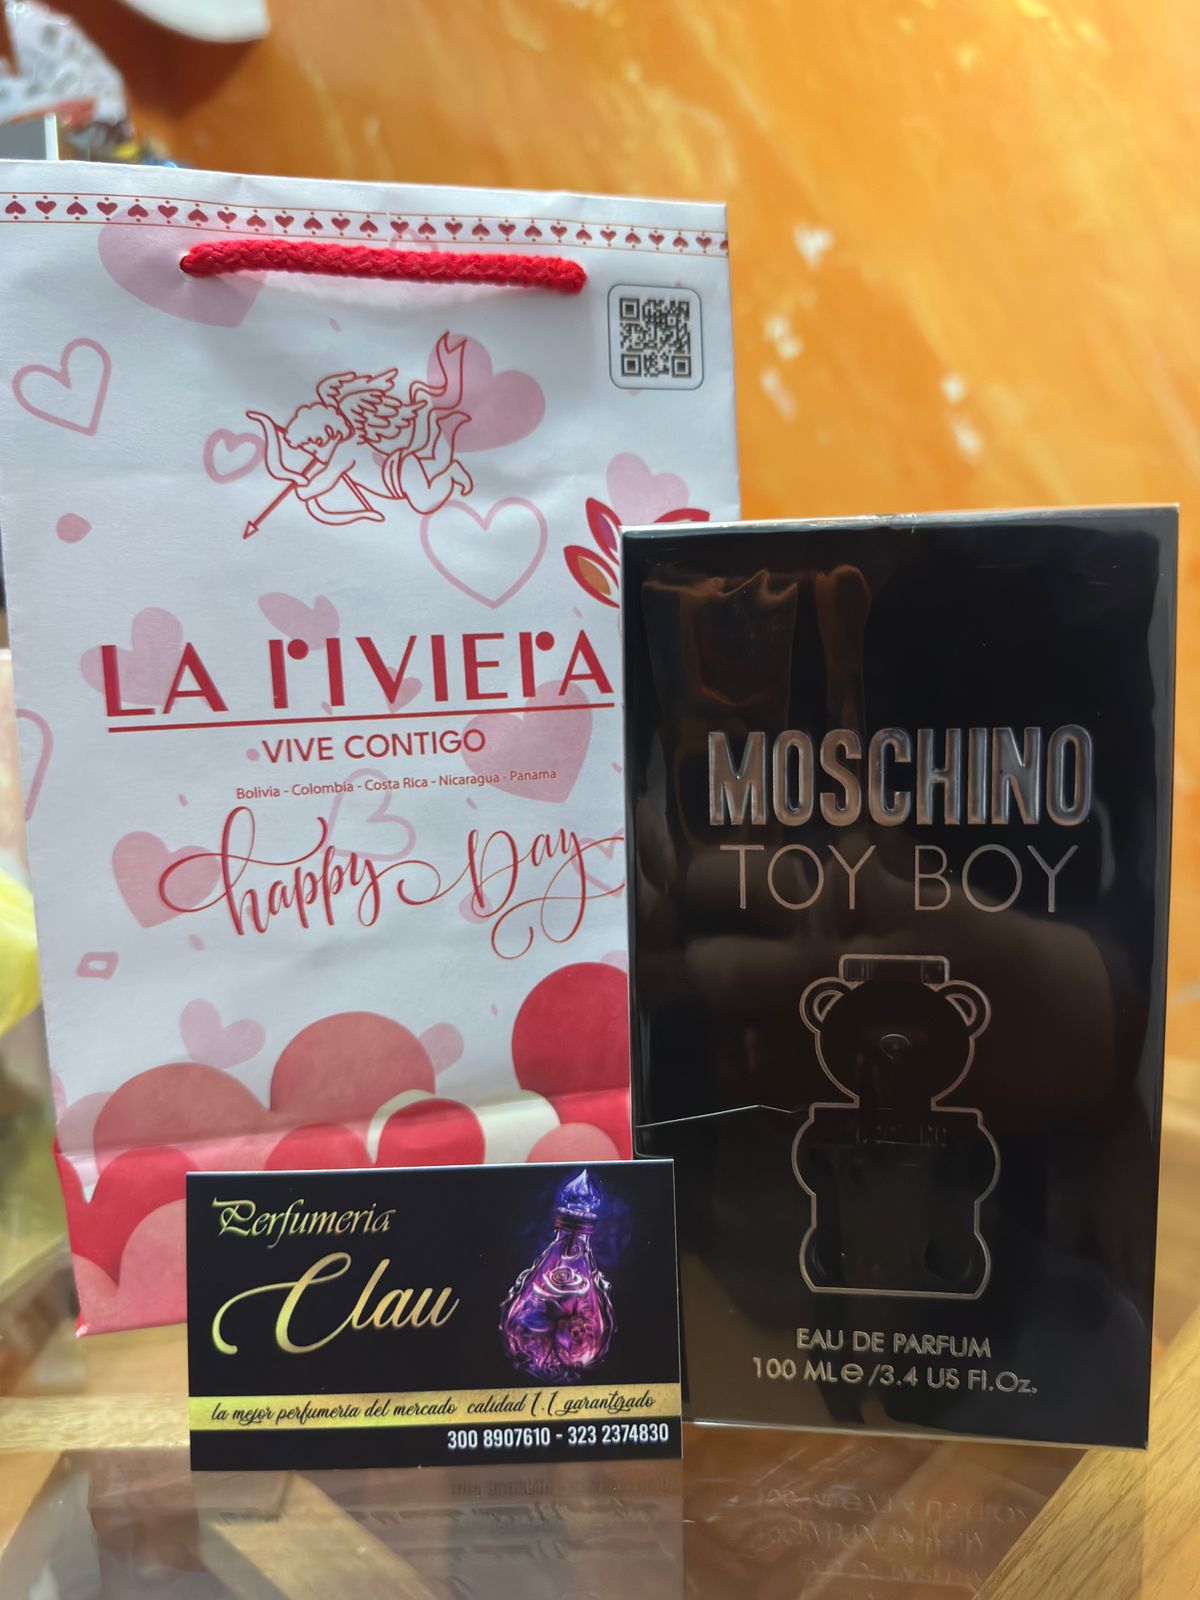 LA rIVIErA
VIVE CONTIGO
Bolivia - Colombia - Costa Rica - Nicaragua - Panama
happy Day
MOSCHINO
TOY BOY
EAU DE PARFUM
100 ML e /3.4 US Fl.Oz.
Perfumeria
Clau
la mejor perfumeria del mercado calidad 1.1 garantizado
300 8907610 - 323 2374830